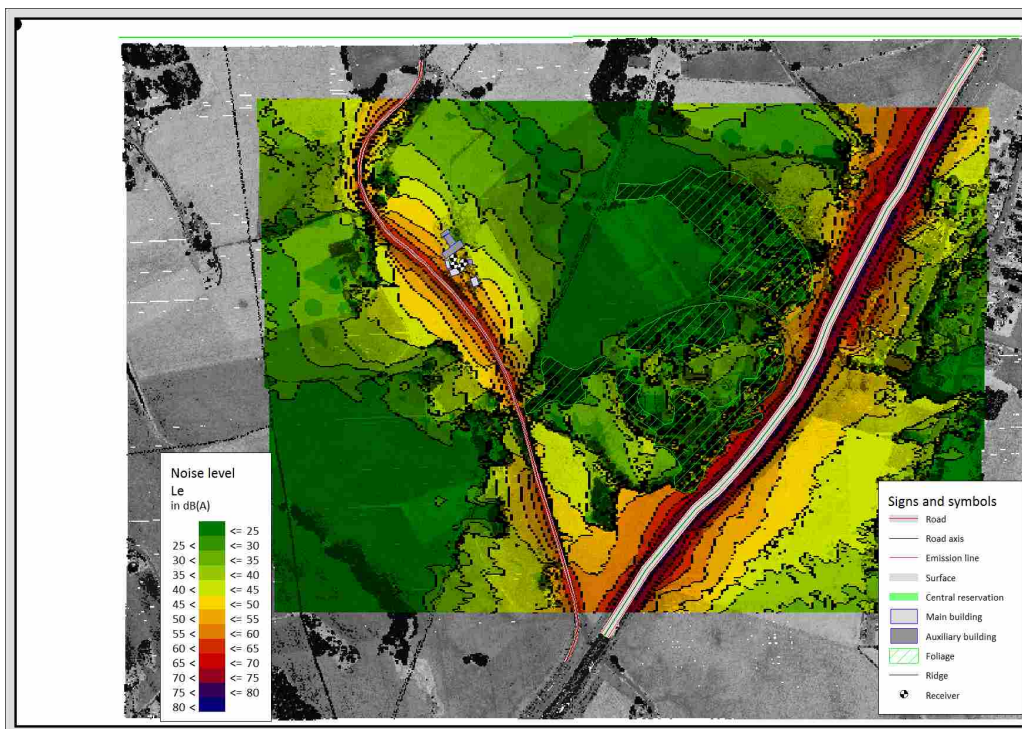 Noise level
Le
in dB(A)
<= 25
25 < <= 30
30 < <= 35
35 < <= 40
40 < <= 45
45 < <= 50
50 < <= 55
55 < <= 60
60 < <= 65
65 < <= 70
70 < <= 75
75 < <= 80
80 <
Signs and symbols
Road
Road axis
Emission line
Surface
Central reservation
Main building
Auxiliary building
Foliage
Ridge
Receiver